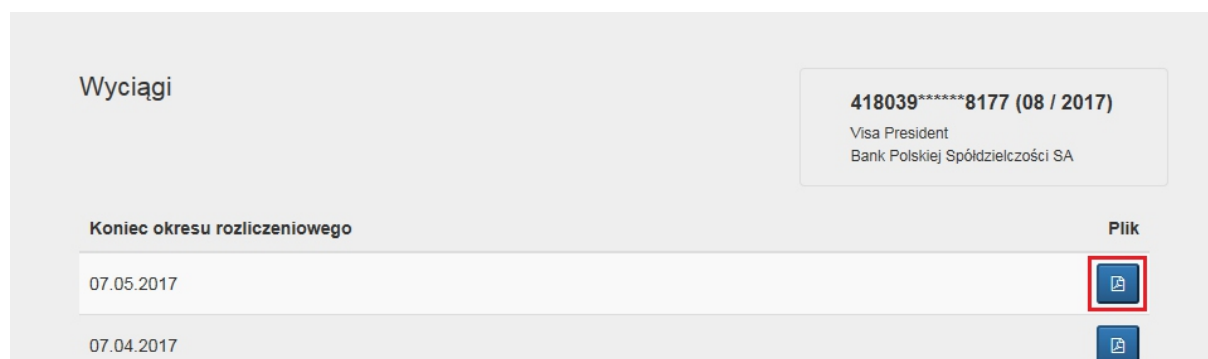 Wyciągi
418039******8177 (08 / 2017)
Visa President
Bank Polskiej Spółdzielczości SA
Koniec okresu rozliczeniowego Plik
07.05.2017
07.04.2017